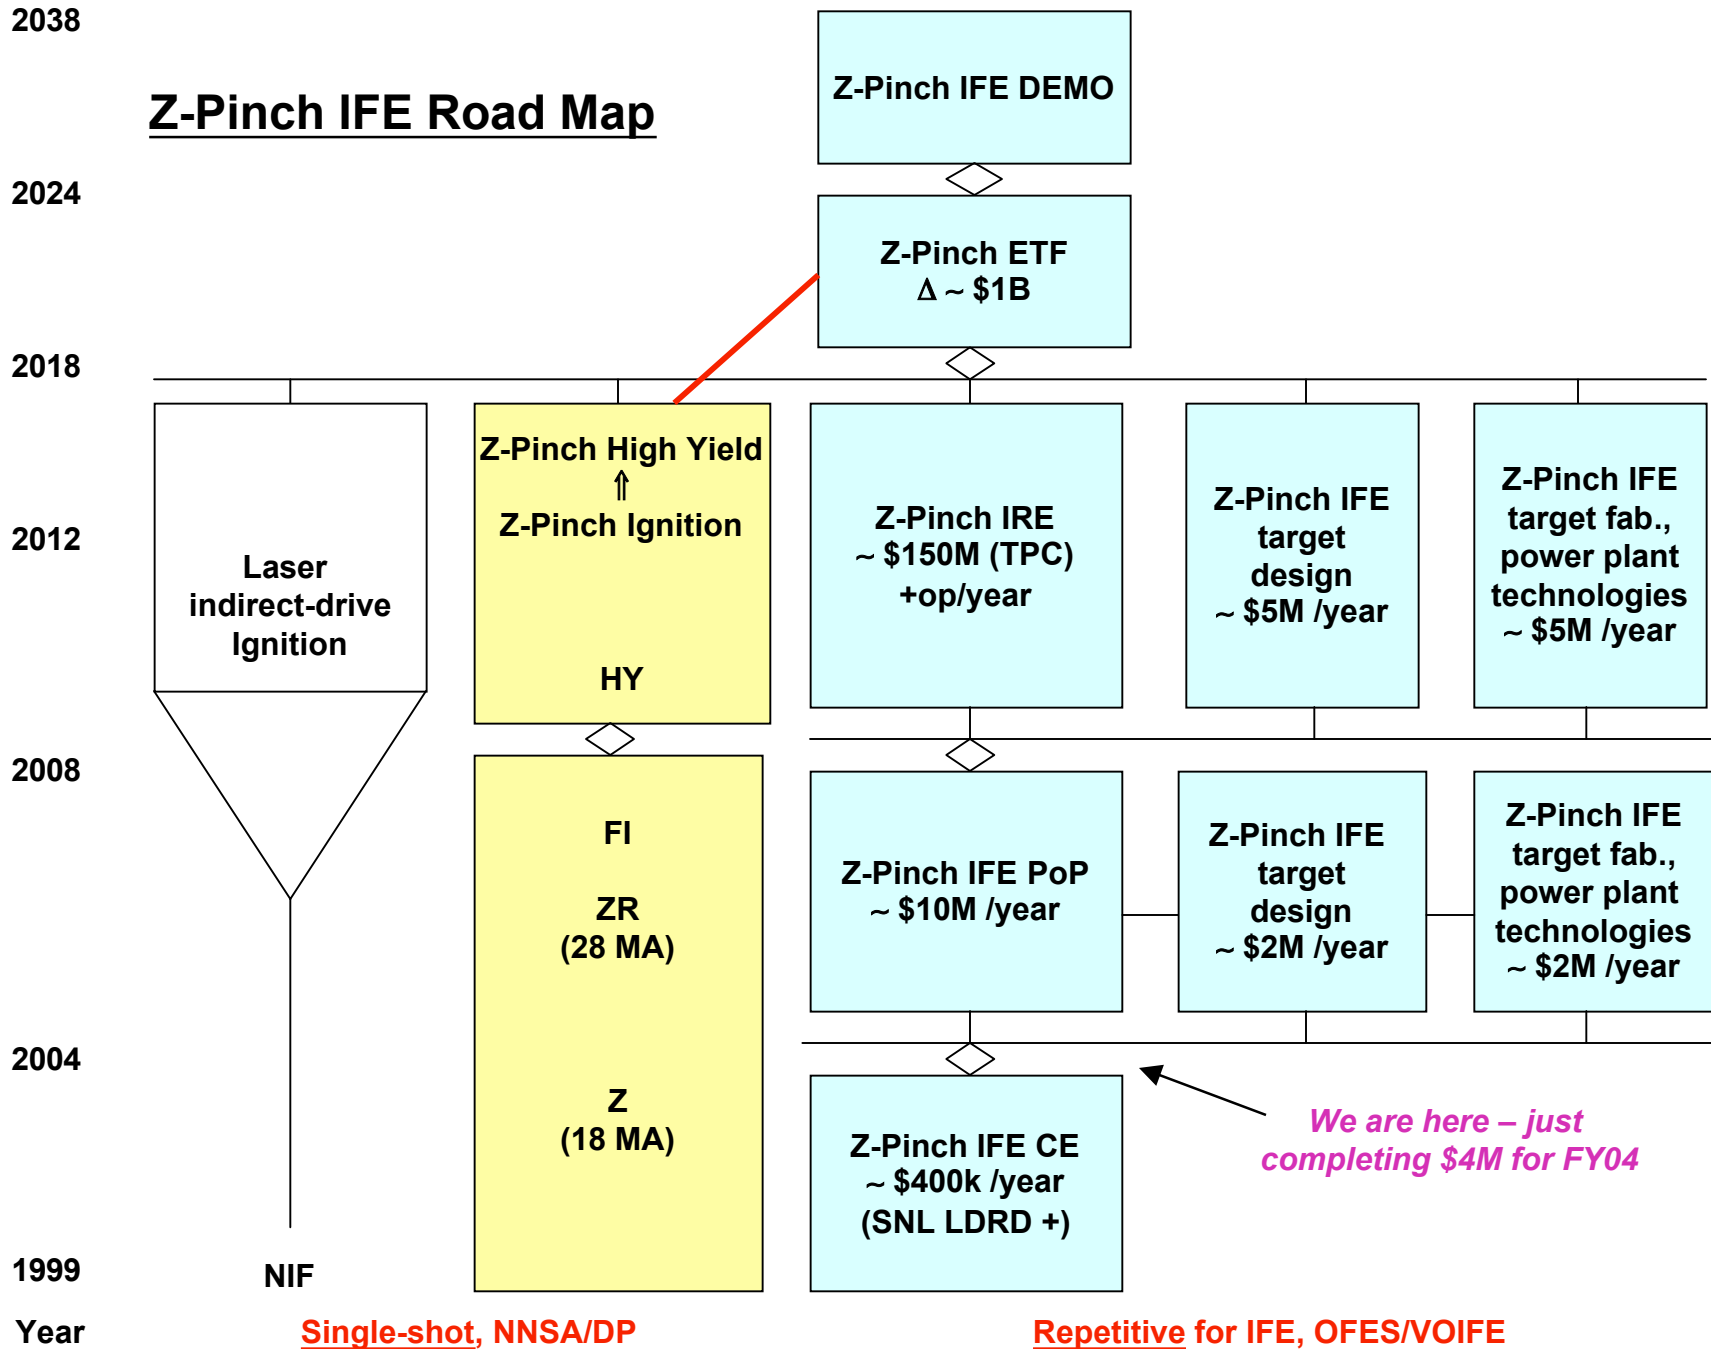 2038
Z-Pinch IFE DEMO
Z-Pinch IFE Road Map
2024
Z-Pinch ETF
Δ ~ $1B
2018
Laser
indirect-drive
Ignition
Z-Pinch High Yield
⇑
Z-Pinch Ignition
HY
Z-Pinch IRE
~ $150M (TPC)
+op/year
Z-Pinch IFE
target
design
~ $5M /year
Z-Pinch IFE
target fab.,
power plant
technologies
~ $5M /year
2012
2008
FI
ZR
(28 MA)
Z
(18 MA)
Z-Pinch IFE PoP
~ $10M /year
Z-Pinch IFE
target
design
~ $2M /year
Z-Pinch IFE
target fab.,
power plant
technologies
~ $2M /year
2004
Z-Pinch IFE CE
~ $400k /year
(SNL LDRD +)
We are here – just
completing $4M for FY04
1999
NIF
Year
Single-shot, NNSA/DP
Repetitive for IFE, OFES/VOIFE